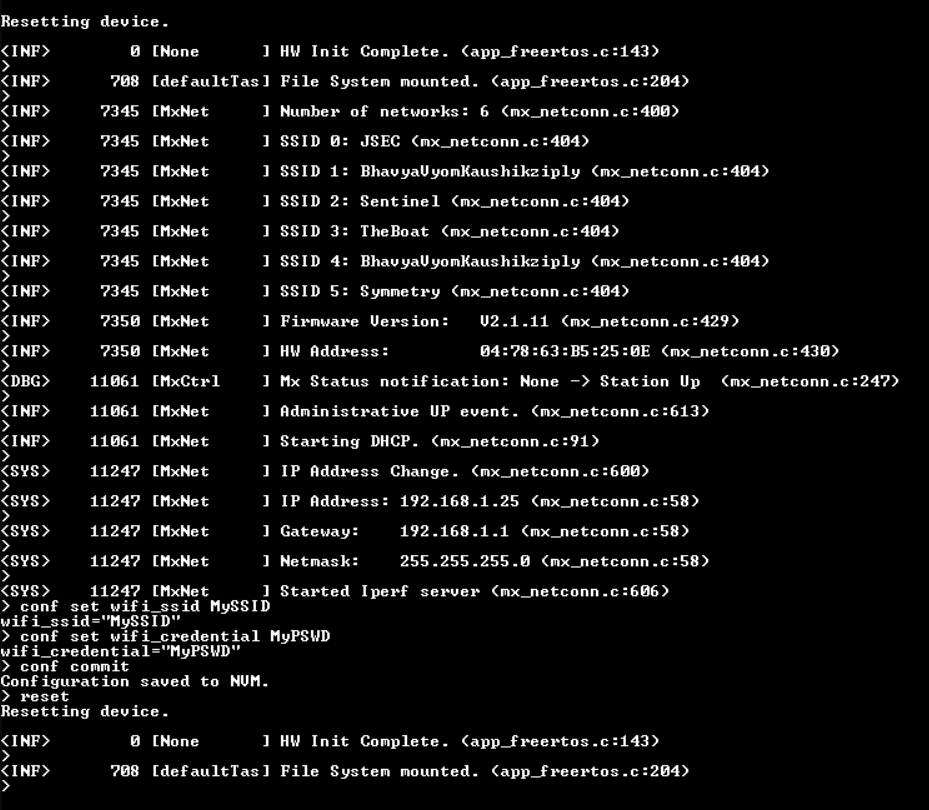 Resetting device.
<INF>        0 [None      ] HW Init Complete. (app_freertos.c:143)
>
<INF>      708 [defaultTas] File System mounted. (app_freertos.c:204)
>
<INF>     7345 [MxNet     ] Number of networks: 6 (mx_netconn.c:400)
>
<INF>     7345 [MxNet     ] SSID 0: JSEC (mx_netconn.c:404)
>
<INF>     7345 [MxNet     ] SSID 1: BhavyaVyomKaushikziply (mx_netconn.c:404)
>
<INF>     7345 [MxNet     ] SSID 2: Sentinel (mx_netconn.c:404)
>
<INF>     7345 [MxNet     ] SSID 3: TheBoat (mx_netconn.c:404)
>
<INF>     7345 [MxNet     ] SSID 4: BhavyaVyomKaushikziply (mx_netconn.c:404)
>
<INF>     7345 [MxNet     ] SSID 5: Symmetry (mx_netconn.c:404)
>
<INF>     7350 [MxNet     ] Firmware Version:   V2.1.11 (mx_netconn.c:429)
>
<INF>     7350 [MxNet     ] HW Address:         04:78:63:B5:25:0E (mx_netconn.c:430)
>
<DBG>    11061 [MxCtrl    ] Mx Status notification: None -> Station Up  (mx_netconn.c:247)
>
<INF>    11061 [MxNet     ] Administrative UP event. (mx_netconn.c:613)
>
<INF>    11061 [MxNet     ] Starting DHCP. (mx_netconn.c:91)
>
<SYS>    11247 [MxNet     ] IP Address Change. (mx_netconn.c:600)
>
<SYS>    11247 [MxNet     ] IP Address: 192.168.1.25 (mx_netconn.c:58)
>
<SYS>    11247 [MxNet     ] Gateway:    192.168.1.1 (mx_netconn.c:58)
>
<SYS>    11247 [MxNet     ] Netmask:    255.255.255.0 (mx_netconn.c:58)
>
<SYS>    11247 [MxNet     ] Started Iperf server (mx_netconn.c:606)
> conf set wifi_ssid MySSID
wifi_ssid="MySSID"
> conf set wifi_credential MyPSWD
wifi_credential="MyPSWD"
> conf commit
Configuration saved to NVM.
> reset
Resetting device.
<INF>        0 [None      ] HW Init Complete. (app_freertos.c:143)
>
<INF>      708 [defaultTas] File System mounted. (app_freertos.c:204)
>